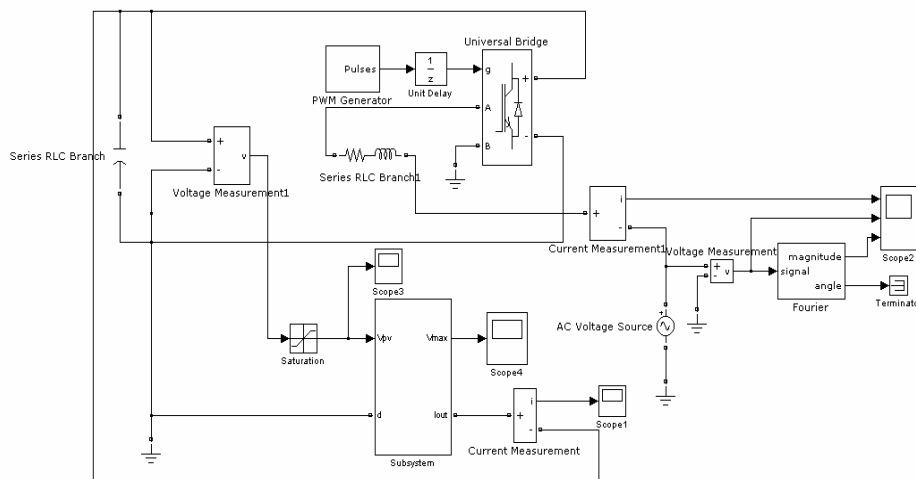 Universal Bridge
Pulses
PWM Generator
1
z
Unit Delay
g
A
B
+
-
Series RLC Branch
+
-
v
Voltage Measurement1
Series RLC Branch1
+
i
-
Current Measurement1
Voltage Measurement
+
-
v
magnitude
signal
angle
Fourier
Scope2
Terminato
+
AC Voltage Source
Scope3
Saturation
Vpv
Vmax
d
Iout
Subsystem
Scope4
+
i
-
Current Measurement
Scope1